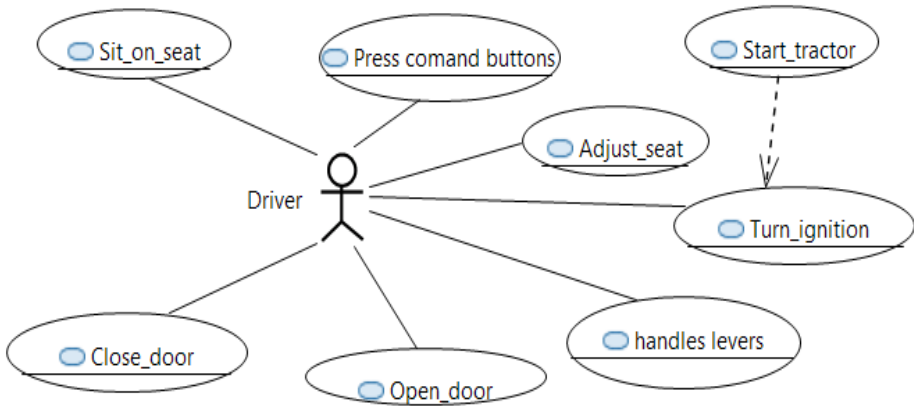 Sit_on_seat
Press comand buttons
Start_tractor
Adjust_seat
Driver
Turn_ignition
handles levers
Close_door
Open_door